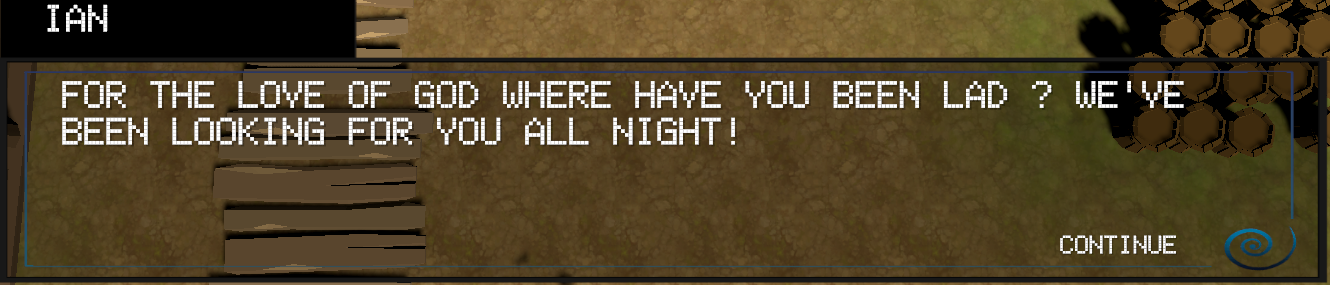 IAN
FOR THE LOVE OF GOD WHERE HAVE YOU BEEN LAD ? WE'VE
BEEN LOOKING FOR YOU ALL NIGHT!
CONTINUE